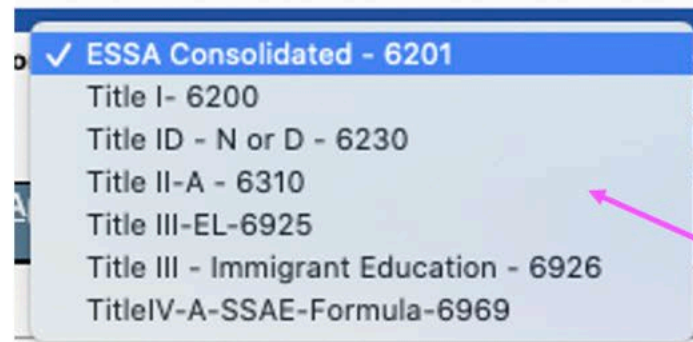 ✓ ESSA Consolidated - 6201
Title I- 6200
Title ID - N or D - 6230
Title II-A - 6310
Title III-EL-6925
Title III - Immigrant Education - 6926
TitleIV-A-SSAE-Formula-6969